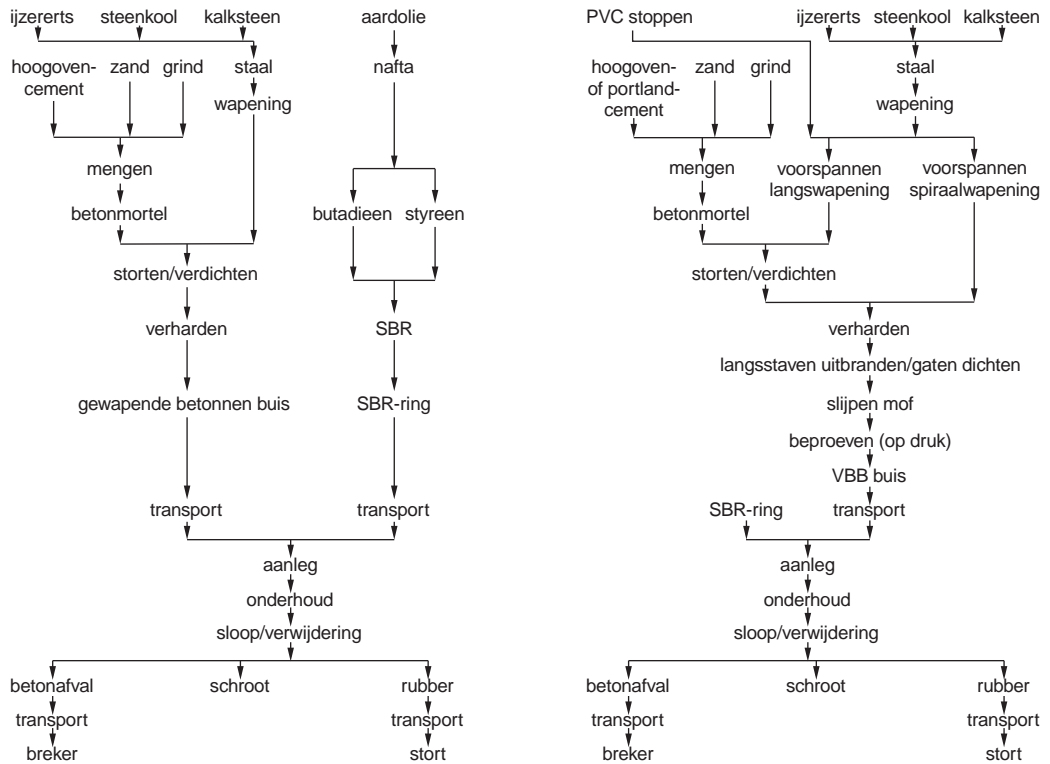 ijzererts steenkool kalksteen aardolie
hoogoven-
cement
zand grind staal nafta
wapening
mengen
betonmortel butadieen styreen
storten/verdichten
verharden SBR
gewapende betonnen buis SBR-ring
transport transport
aanleg
onderhoud
sloop/verwijdering
betonafval schroot rubber
transport transport
breker stort
PVC stoppen ijzererts steenkool kalksteen
hoogoven-
of portland-
cement
zand grind staal
wapening
mengen
voorspannen
langswapening
voorspannen
spiraalwapening
betonmortel
storten/verdichten
verharden
langsstaven uitbranden/gaten dichten
slijpen mof
beproeven (op druk)
VBB buis
SBR-ring transport
aanleg
onderhoud
sloop/verwijdering
betonafval schroot rubber
transport transport
breker stort